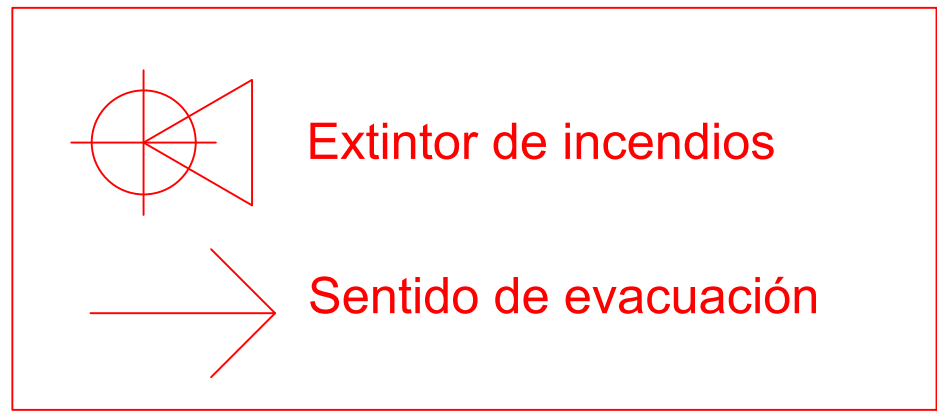 Extintor de incendios
Sentido de evacuación